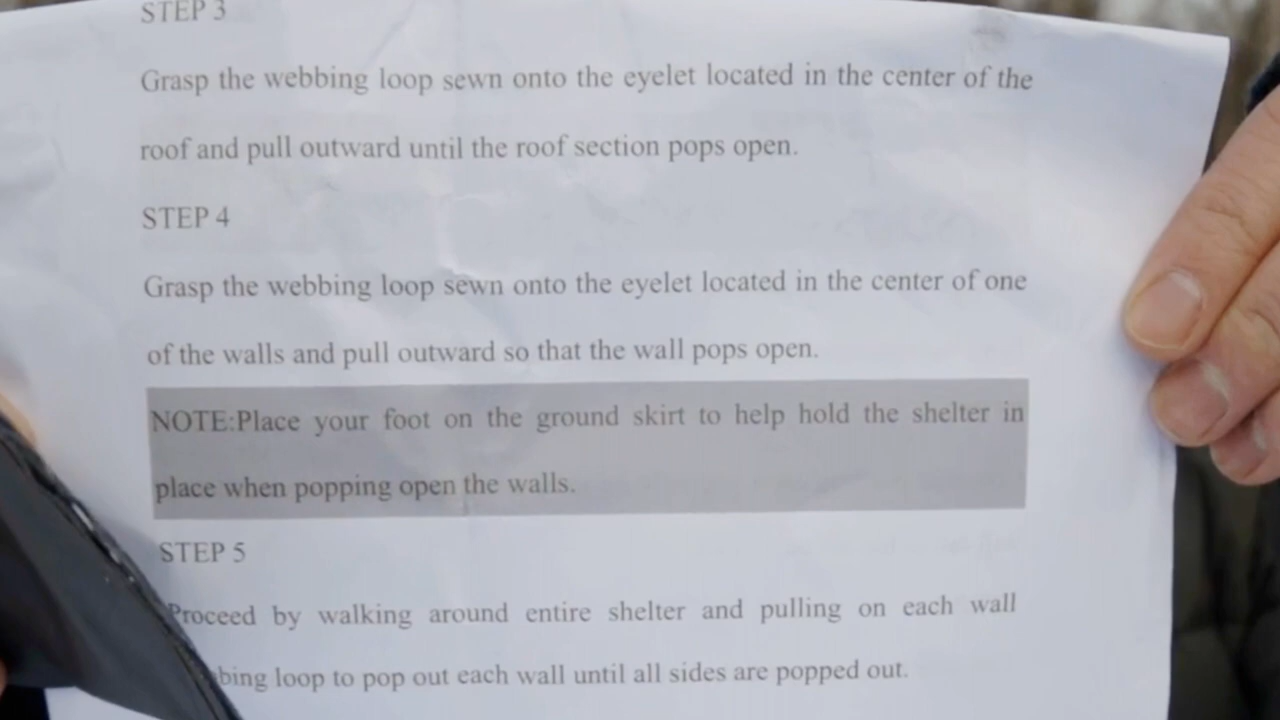 STEP 3
Grasp the webbing loop sewn onto the eyelet located in the center of the
roof and pull outward until the roof section pops open.
STEP 4
Grasp the webbing loop sewn onto the eyelet located in the center of one
of the walls and pull outward so that the wall pops open.
NOTE:Place your foot on the ground skirt to help hold the shelter in
place when popping open the walls.
STEP 5
Proceed by walking around entire shelter and pulling on each wall
bing loop to pop out each wall until all sides are popped out.